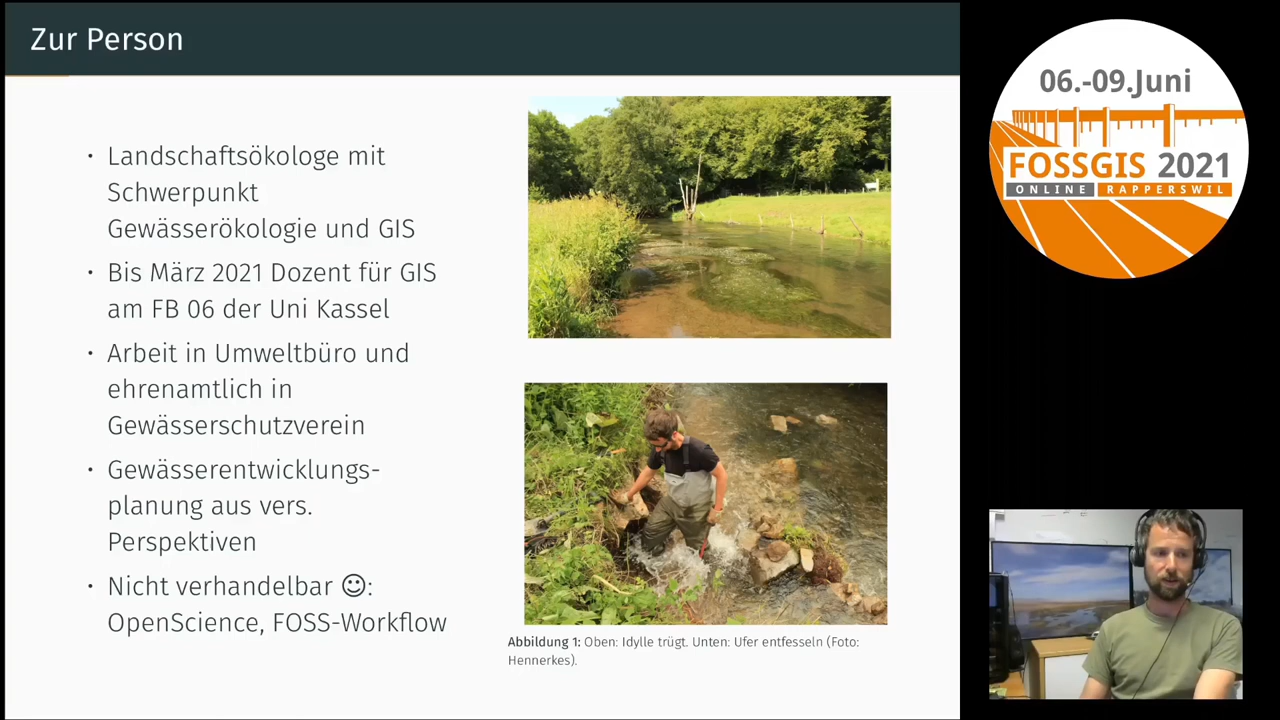 Zur Person
· Landschaftsökologe mit
Schwerpunkt
Gewässerökologie und GIS
· Bis März 2021 Dozent für GIS
am FB 06 der Uni Kassel
· Arbeit in Umweltbüro und
ehrenamtlich in
Gewässerschutzverein
· Gewässerentwicklungs-
planung aus vers.
Perspektiven
· Nicht verhandelbar ☺:
OpenScience, FOSS-Workflow
Abbildung 1: Oben: Idylle trügt. Unten: Ufer entfesseln (Foto:
Hennerkes).
06.-09.Juni
FOSSGIS 2021
ONLINE RAPPERSWIL